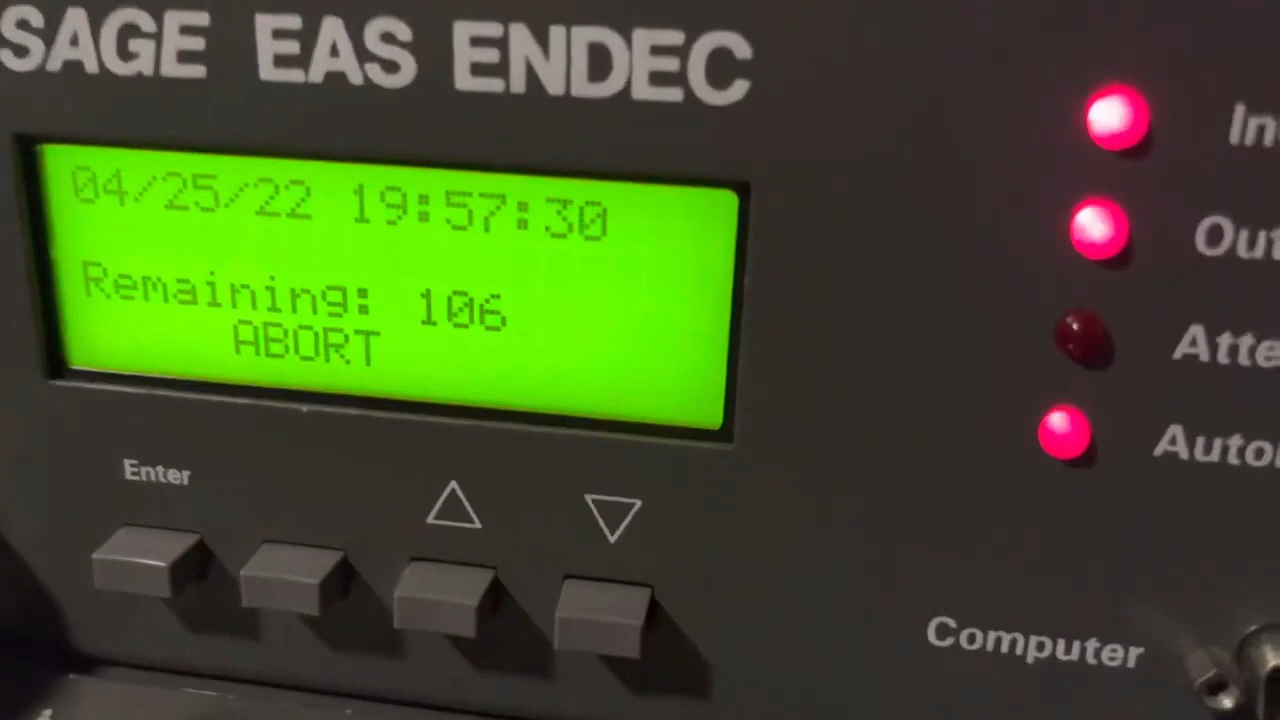 SAGE EAS ENDEC
04/25/22 19:57:30
Remaining: 106
ABORT
Enter
In
Out
Atte
Auto
Computer